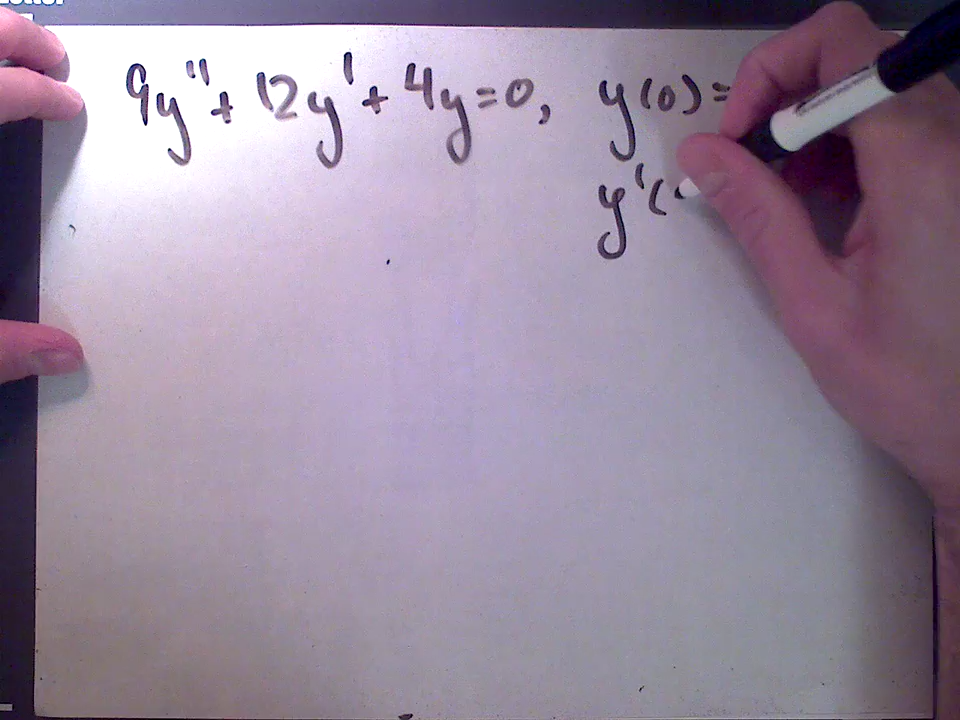 9y" + 12y' + 4y = 0, y(0) =
y'(